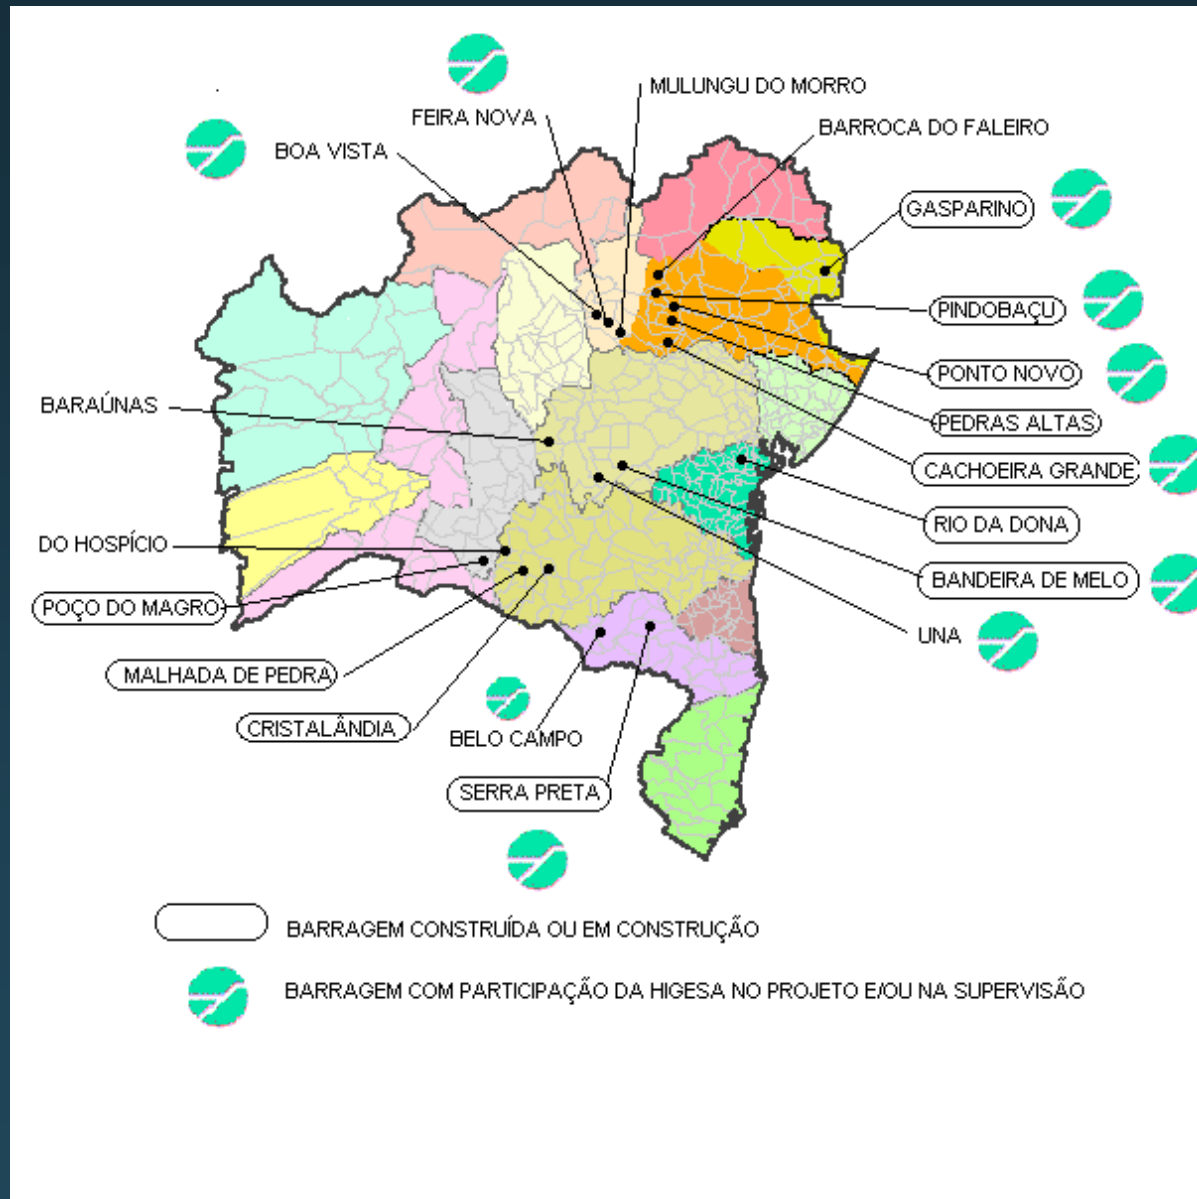 MULUNGU DO MORRO
FEIRA NOVA
BARROCA DO FALEIRO
BOA VISTA
GASPARINO
PINDOBAÇU
PONTO NOVO
BARAÚNAS
PEDRAS ALTAS
CACHOEIRA GRANDE
RIO DA DONA
DO HOSPÍCIO
BANDEIRA DE MELO
POÇO DO MAGRO
UNA
MALHADA DE PEDRA
CRISTALÂNDIA
BELO CAMPO
SERRA PRETA
BARRAGEM CONSTRUÍDA OU EM CONSTRUÇÃO
BARRAGEM COM PARTICIPAÇÃO DA HIGESA NO PROJETO E/OU NA SUPERVISÃO